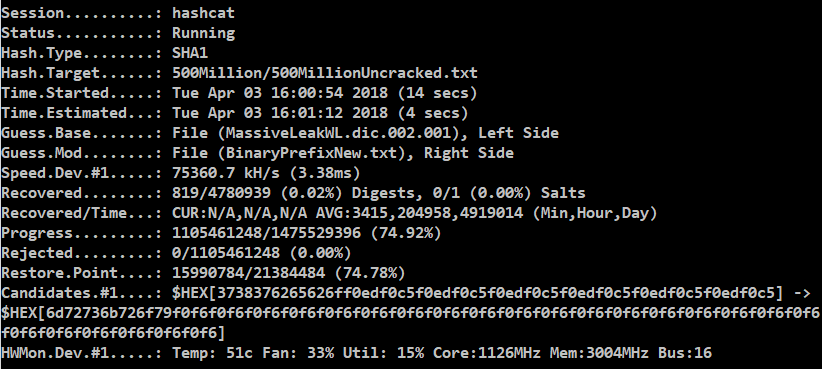 Session..........: hashcat
Status...........: Running
Hash.Type........: SHA1
Hash.Target......: 500Million/500MillionUncracked.txt
Time.Started.....: Tue Apr 03 16:00:54 2018 (14 secs)
Time.Estimated...: Tue Apr 03 16:01:12 2018 (4 secs)
Guess.Base.......: File (MassiveLeakWL.dic.002.001), Left Side
Guess.Mod........: File (BinaryPrefixNew.txt), Right Side
Speed.Dev.#1.....: 75360.7 kH/s (3.38ms)
Recovered........: 819/4780939 (0.02%) Digests, 0/1 (0.00%) Salts
Recovered/Time...: CUR:N/A,N/A,N/A AVG:3415,204958,4919014 (Min,Hour,Day)
Progress.........: 1105461248/1475529396 (74.92%)
Rejected.........: 0/1105461248 (0.00%)
Restore.Point....: 15990784/21384484 (74.78%)
Candidates.#1....: $HEX[3738376265626ff0edf0c5f0edf0c5f0edf0c5f0edf0c5f0edf0c5f0edf0c5] ->
$HEX[6d72736b726f79f0f6f0f6f0f6f0f6f0f6f0f6f0f6f0f6f0f6f0f6f0f6f0f6f0f6f0f6f0f6f0f6
f0f6f0f6f0f6f0f6f0f6f0f6]
HWMon.Dev.#1.....: Temp: 51c Fan: 33% Util: 15% Core:1126MHz Mem:3004MHz Bus:16